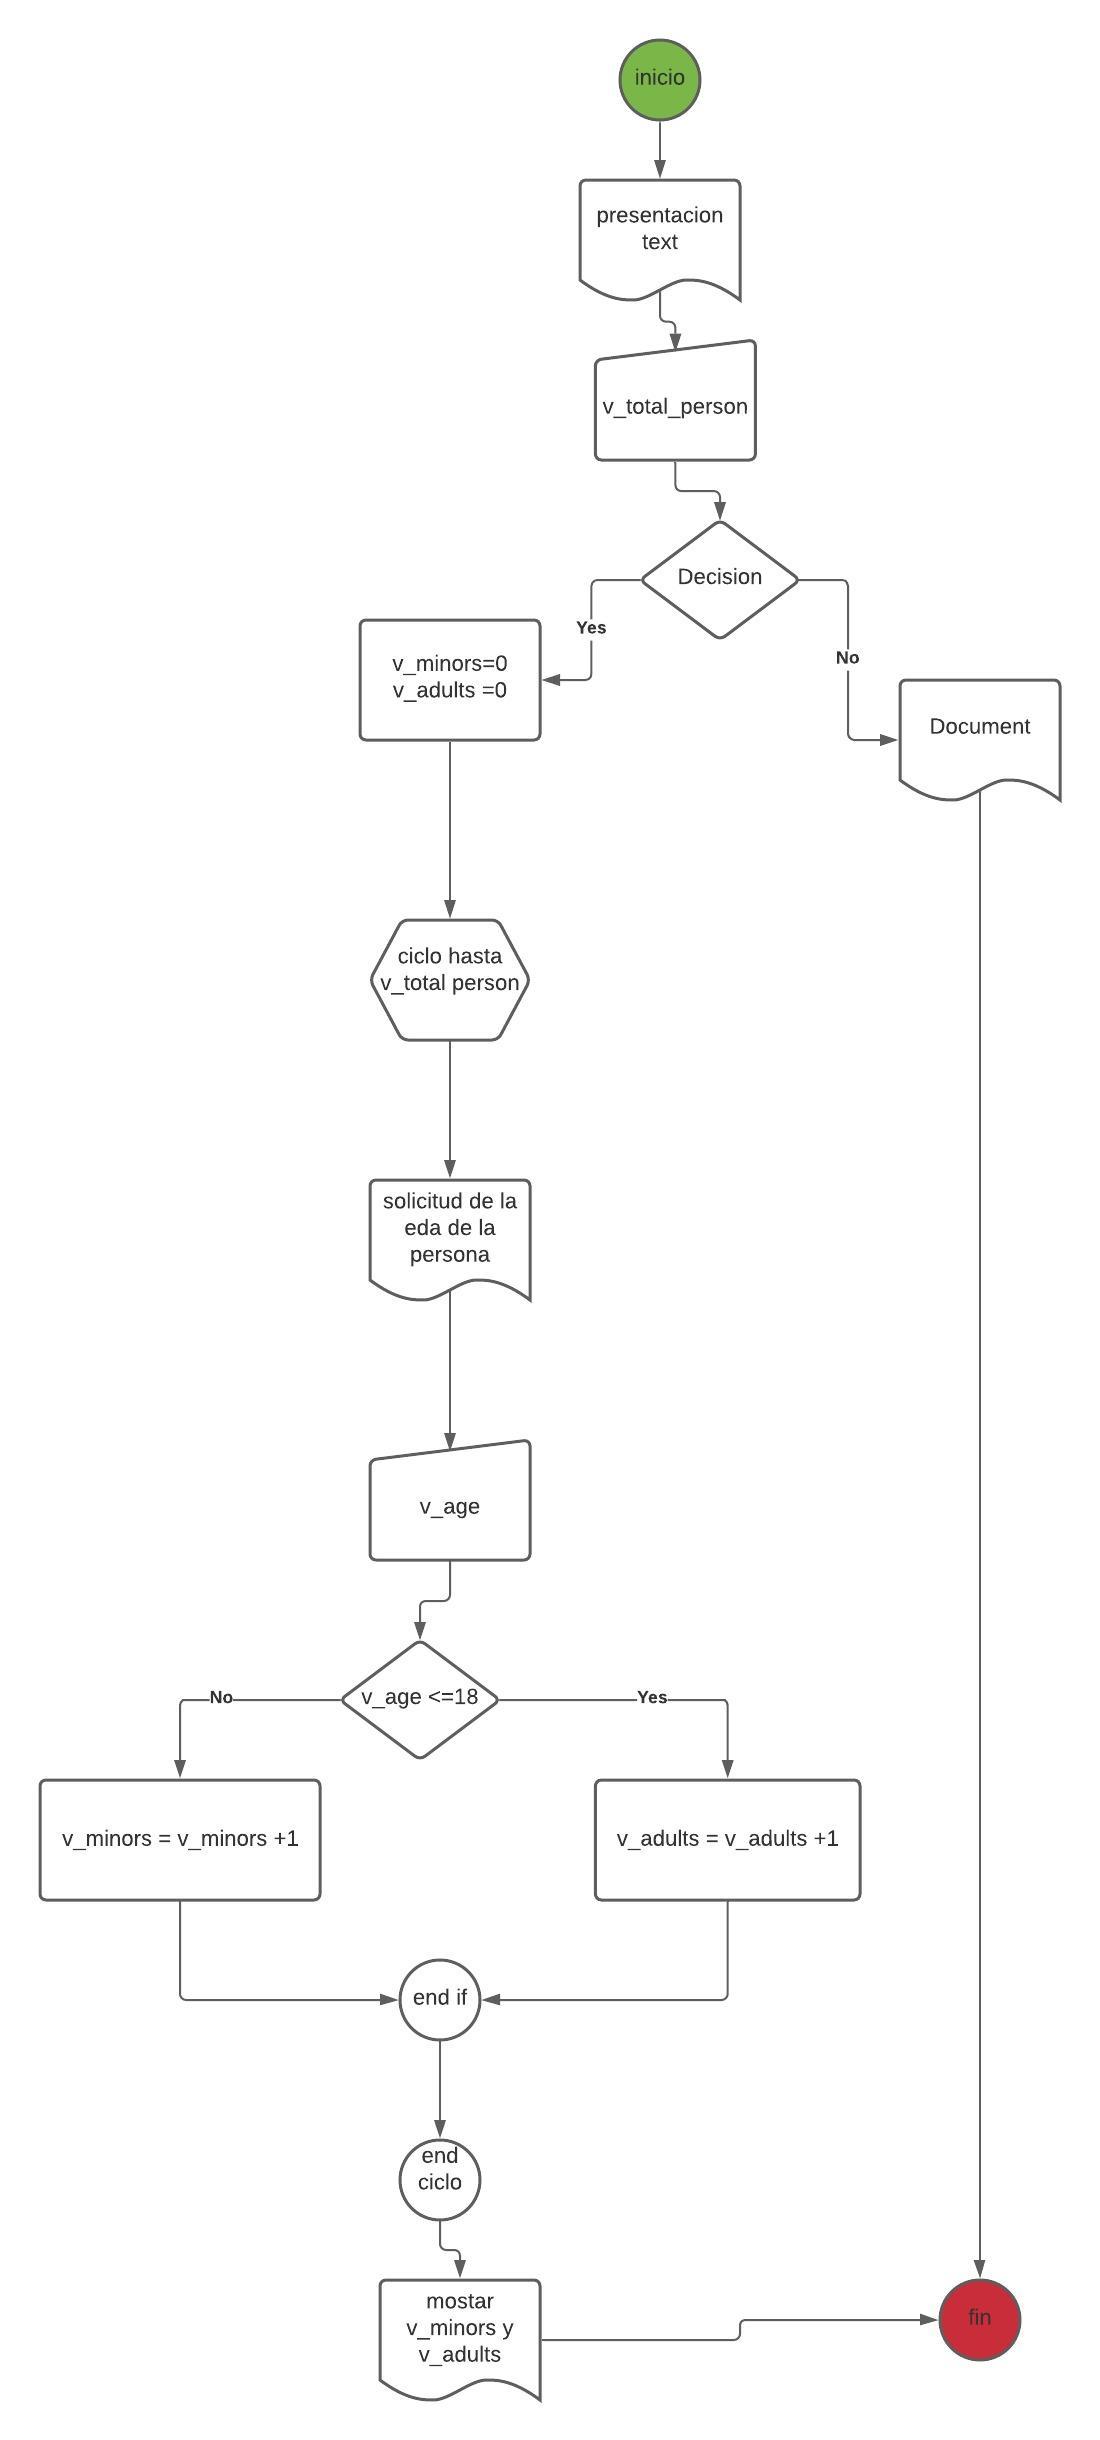 inicio
presentacion
text
v_total_person
Decision
Yes
No
v_minors=0
v_adults =0
Document
ciclo hasta
v_total person
solicitud de la
eda de la
persona
v_age
v_age <=18
No
Yes
v_minors = v_minors +1
v_adults = v_adults +1
end if
end
ciclo
mostar
v_minors y
v_adults
fin